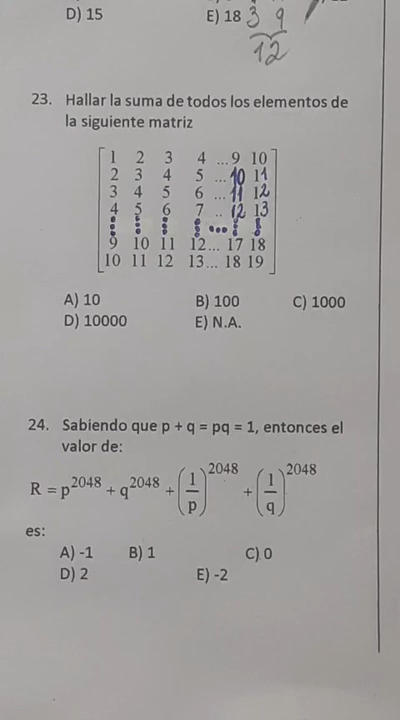 D) 15 E) 18 3 9
12
23. Hallar la suma de todos los elementos de
la siguiente matriz
1 2 3 4 ...9 10
2 3 4 5 ...10 11
3 4 5 6 ...11 12
4 5 6 7 .. 12 13
⋮ ⋮ ⋮ ⋮ ... ⋮ ⋮
9 10 11 12... 17 18
10 11 12 13... 18 19
A) 10 B) 100 C) 1000
D) 10000 E) N.A.
24. Sabiendo que p + q = pq = 1, entonces el
valor de:
R = p^2048 + q^2048 + (1/p)^2048 + (1/q)^2048
es:
A) -1 B) 1 C) 0
D) 2 E) -2